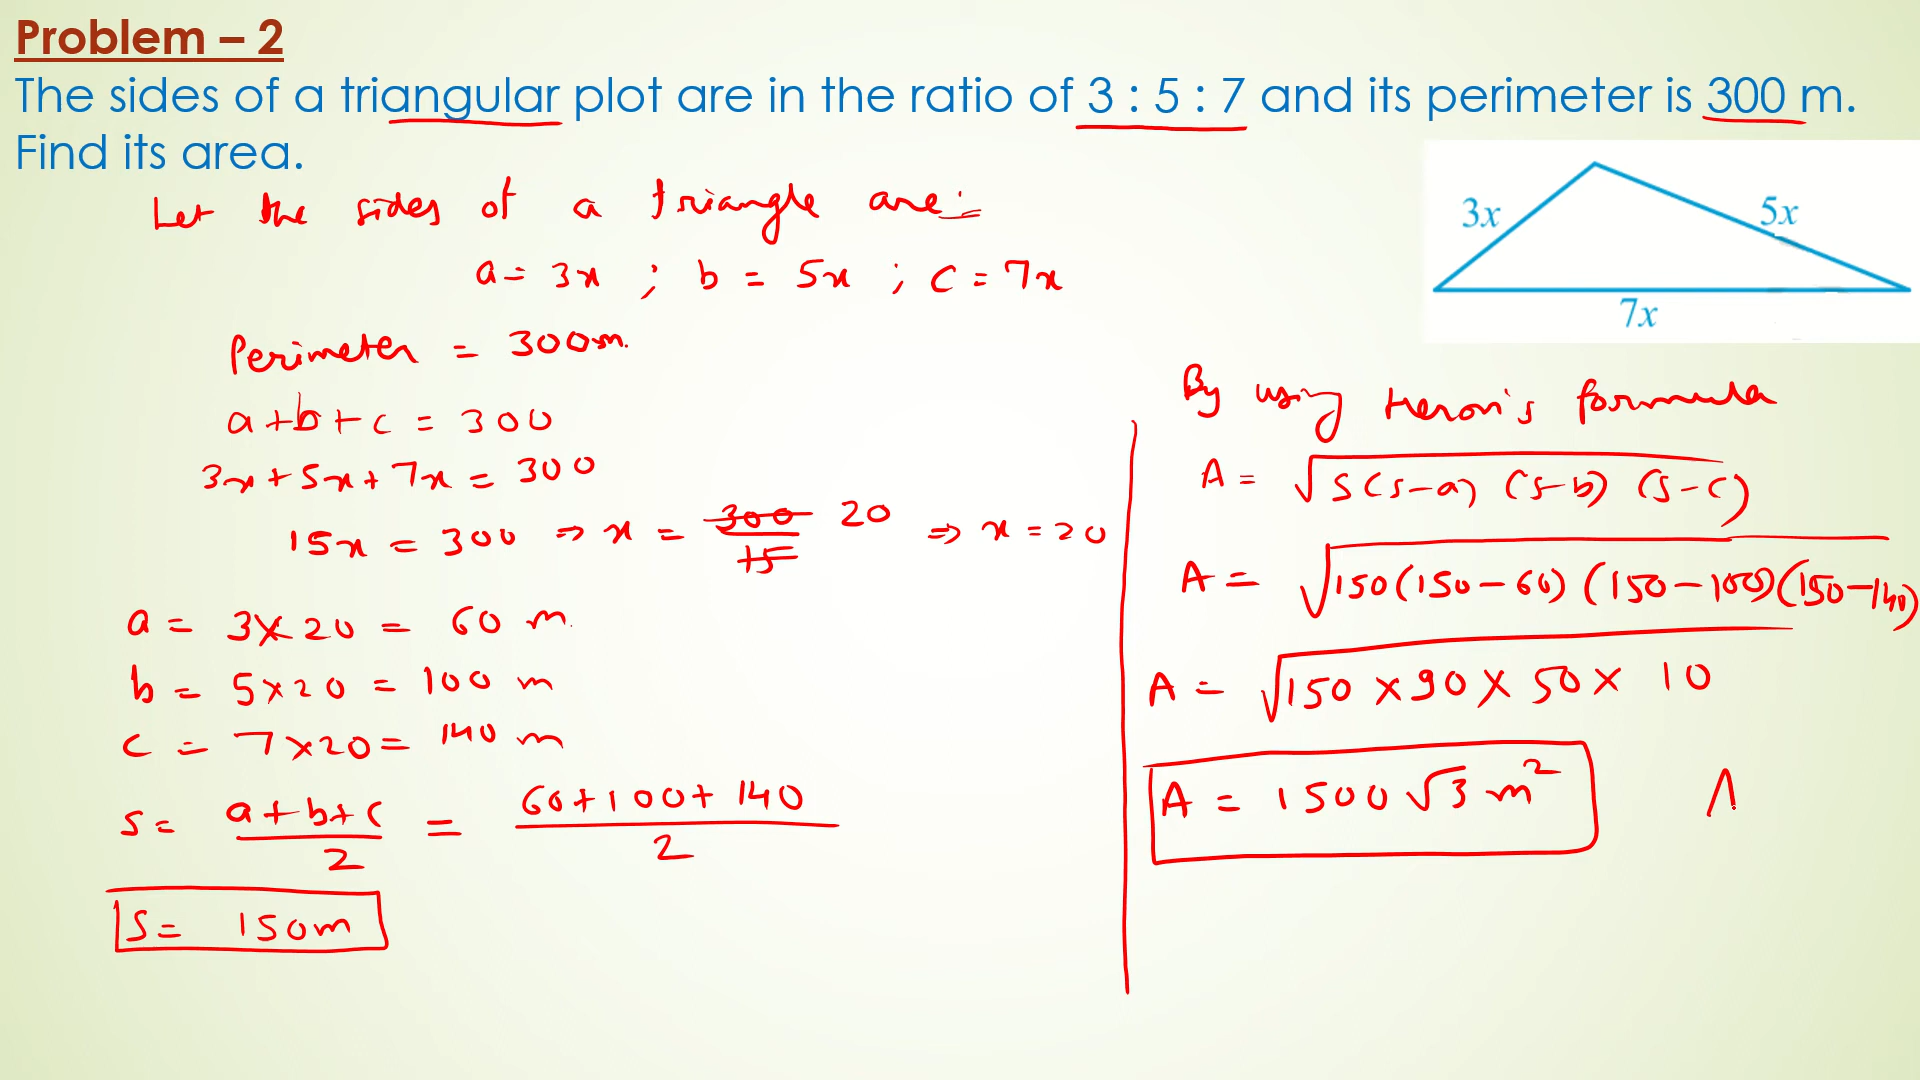 Problem – 2
The sides of a triangular plot are in the ratio of 3 : 5 : 7 and its perimeter is 300 m.
Find its area.
Let the sides of a triangle are:-
a = 3x ; b = 5x ; c = 7x
Perimeter = 300m.
a+b+c = 300
3x+5x+7x = 300
15x = 300 ⇒ x = 300/15 20 ⇒ x = 20
a = 3×20 = 60 m.
b = 5×20 = 100 m
c = 7×20 = 140 m
s = a+b+c/2 = 60+100+140/2
S = 150m
3x
5x
7x
By using Heron's formula
A = √S(s-a) (s-b) (s-c)
A = √150(150-60) (150-100)(150-140)
A = √150 ×90× 50× 10
A = 1500 √3 m²